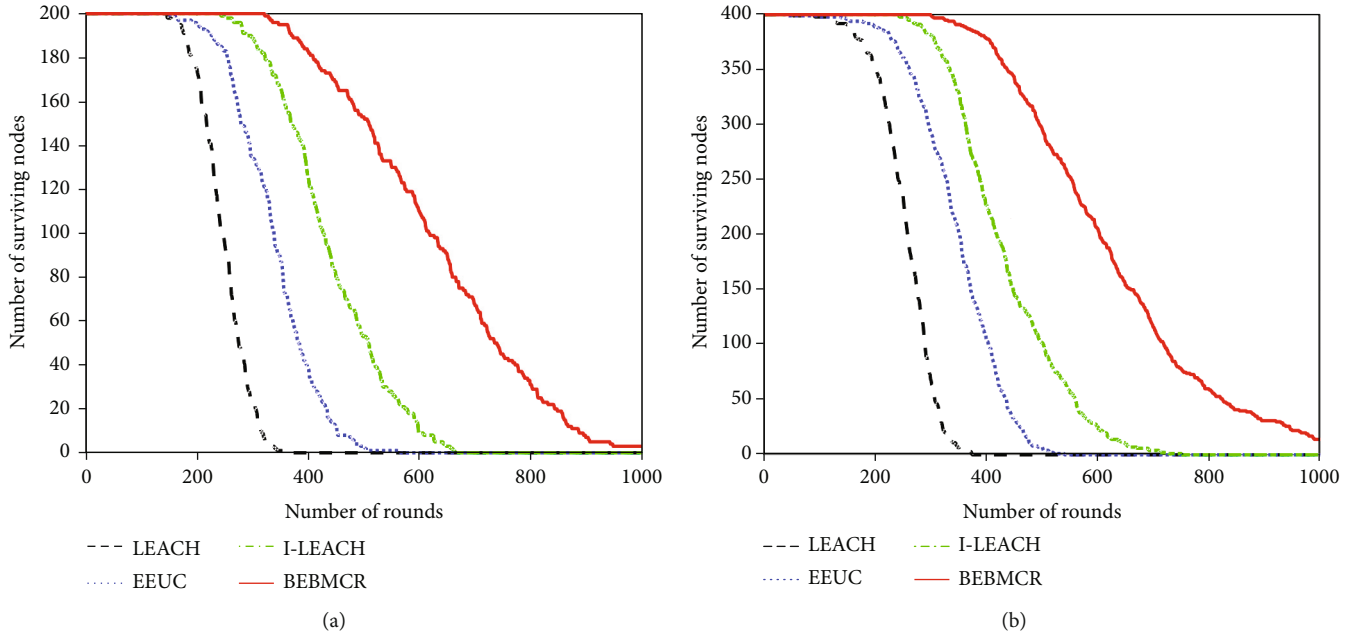 200
180
160
140
120
100
80
60
40
20
0
Number of surviving nodes
0 200 400 600 800 1000
Number of rounds
LEACH I-LEACH
EEUC BEBMCR
(a)
400
350
300
250
200
150
100
50
0
Number of surviving nodes
0 200 400 600 800 1000
Number of rounds
LEACH I-LEACH
EEUC BEBMCR
(b)